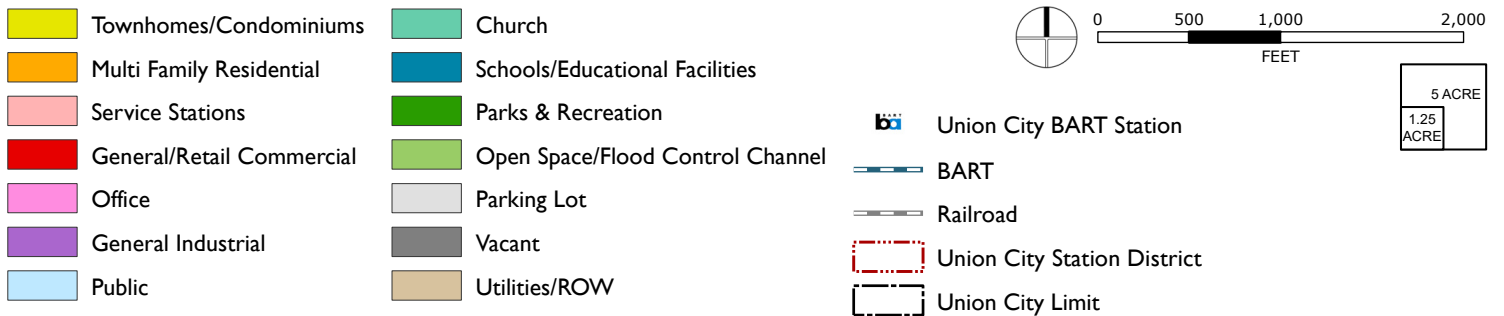 Townhomes/Condominiums
Multi Family Residential
Service Stations
General/Retail Commercial
Office
General Industrial
Public
Church
Schools/Educational Facilities
Parks & Recreation
Open Space/Flood Control Channel
Parking Lot
Vacant
Utilities/ROW
0 500 1,000 2,000
FEET
5 ACRE
1.25
ACRE
BART
ba Union City BART Station
BART
Railroad
Union City Station District
Union City Limit